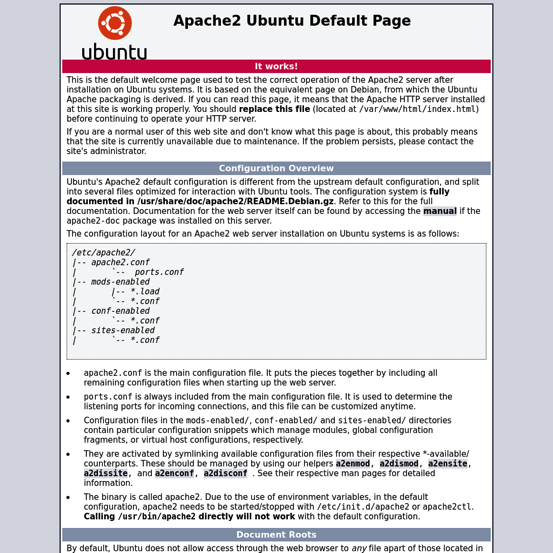 Apache2 Ubuntu Default Page
ubuntu
It works!
This is the default welcome page used to test the correct operation of the Apache2 server after
installation on Ubuntu systems. It is based on the equivalent page on Debian, from which the Ubuntu
Apache packaging is derived. If you can read this page, it means that the Apache HTTP server installed
at this site is working properly. You should replace this file (located at /var/www/html/index.html)
before continuing to operate your HTTP server.
If you are a normal user of this web site and don't know what this page is about, this probably means
that the site is currently unavailable due to maintenance. If the problem persists, please contact the
site's administrator.
Configuration Overview
Ubuntu's Apache2 default configuration is different from the upstream default configuration, and split
into several files optimized for interaction with Ubuntu tools. The configuration system is fully
documented in /usr/share/doc/apache2/README.Debian.gz. Refer to this for the full
documentation. Documentation for the web server itself can be found by accessing the manual if the
apache2-doc package was installed on this server.
The configuration layout for an Apache2 web server installation on Ubuntu systems is as follows:
/etc/apache2/
|-- apache2.conf
|       `--  ports.conf
|-- mods-enabled
|       |-- *.load
|       `-- *.conf
|-- conf-enabled
|       `-- *.conf
|-- sites-enabled
|       `-- *.conf
• apache2.conf is the main configuration file. It puts the pieces together by including all
remaining configuration files when starting up the web server.
• ports.conf is always included from the main configuration file. It is used to determine the
listening ports for incoming connections, and this file can be customized anytime.
• Configuration files in the mods-enabled/, conf-enabled/ and sites-enabled/ directories
contain particular configuration snippets which manage modules, global configuration
fragments, or virtual host configurations, respectively.
• They are activated by symlinking available configuration files from their respective *-available/
counterparts. These should be managed by using our helpers a2enmod, a2dismod, a2ensite,
a2dissite, and a2enconf, a2disconf . See their respective man pages for detailed
information.
• The binary is called apache2. Due to the use of environment variables, in the default
configuration, apache2 needs to be started/stopped with /etc/init.d/apache2 or apache2ctl.
Calling /usr/bin/apache2 directly will not work with the default configuration.
Document Roots
By default, Ubuntu does not allow access through the web browser to any file apart of those located in